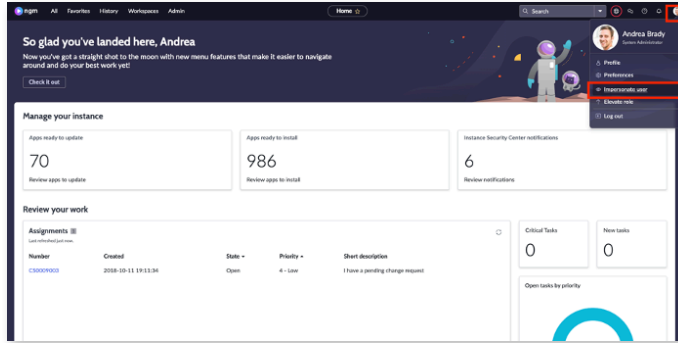 ngm All Favorites History Workspaces Admin Home Search
So glad you've landed here, Andrea
Now you've got a straight shot to the moon with new menu features that make it easier to navigate
around and do your best work yet!
Check it out
Andrea Brady
System Administrator
Profile
Preferences
Impersonate user
Elevate role
Log out
Manage your instance
Apps ready to update
70
Review apps to update
Apps ready to install
986
Review apps to install
Instance Security Center notifications
6
Review notifications
Review your work
Assignments
Last refreshed just now.
Number Created State Priority Short description
CS0009003 2018-10-11 19:11:34 Open 4 - Low I have a pending change request
Critical Tasks
0
New tasks
0
Open tasks by priority